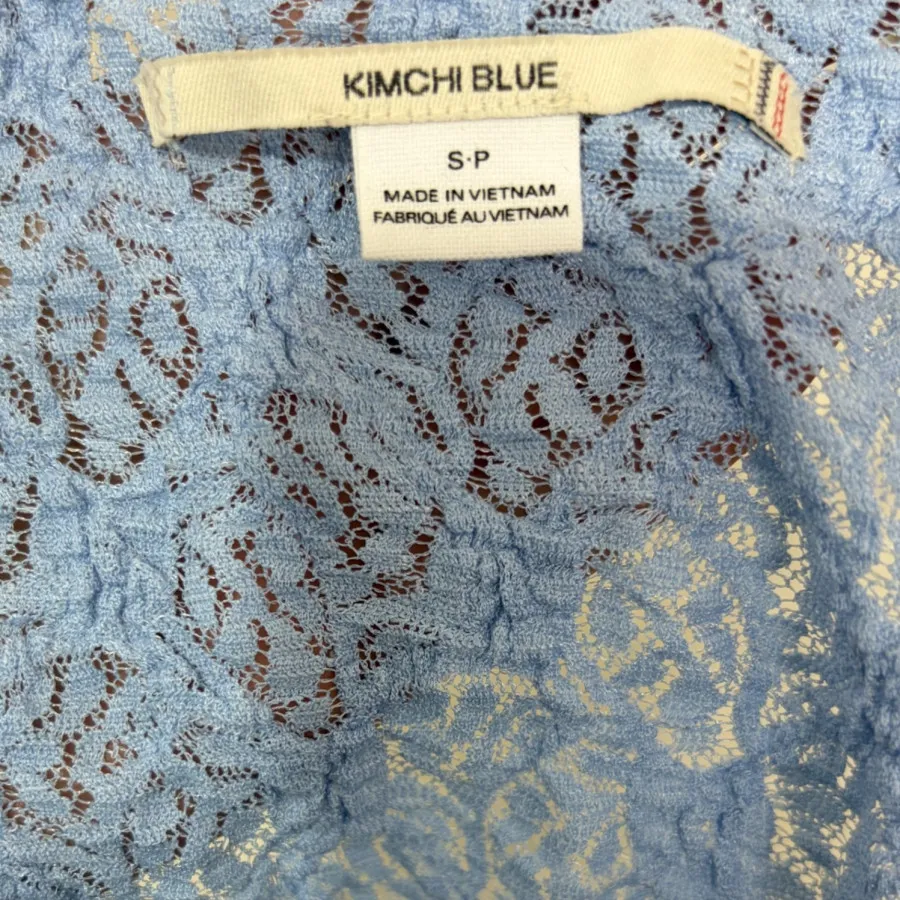 KIMCHI BLUE
S·P
MADE IN VIETNAM
FABRIQUÉ AU VIETNAM